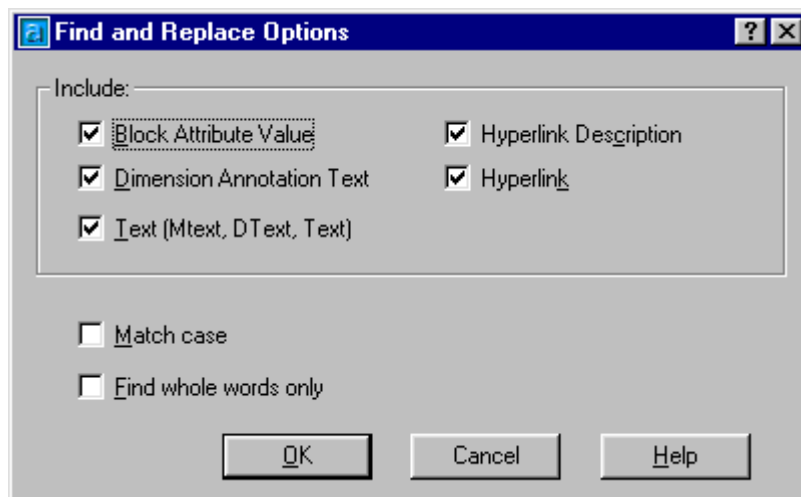 Find and Replace Options
Include:
Block Attribute Value
Hyperlink Description
Dimension Annotation Text
Hyperlink
Text (Mtext, DText, Text)
Match case
Find whole words only
OK Cancel Help